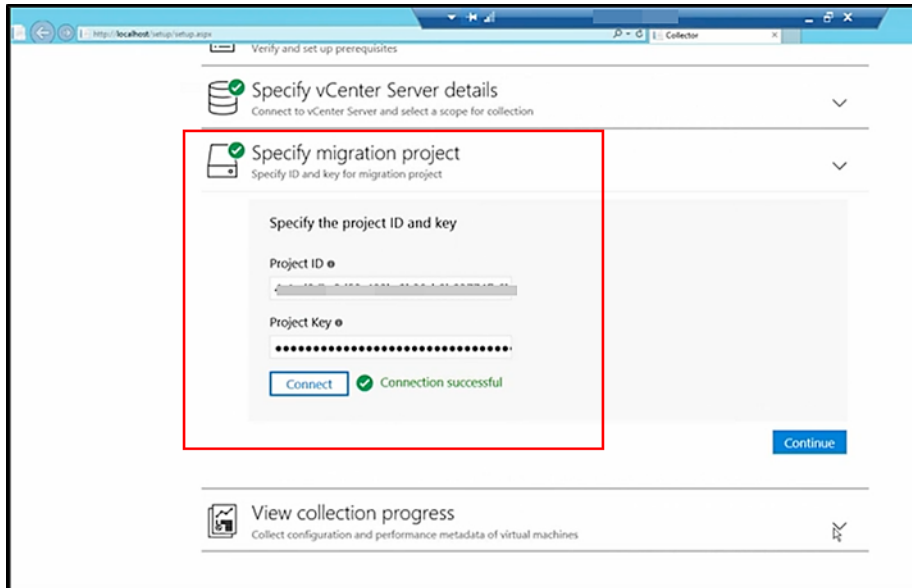 http://localhost/setup/setup.aspx
Collector
Verify and set up prerequisites
Specify vCenter Server details
Connect to vCenter Server and select a scope for collection
Specify migration project
Specify ID and key for migration project
Specify the project ID and key
Project ID
Project Key
Connect
Connection successful
Continue
View collection progress
Collect configuration and performance metadata of virtual machines